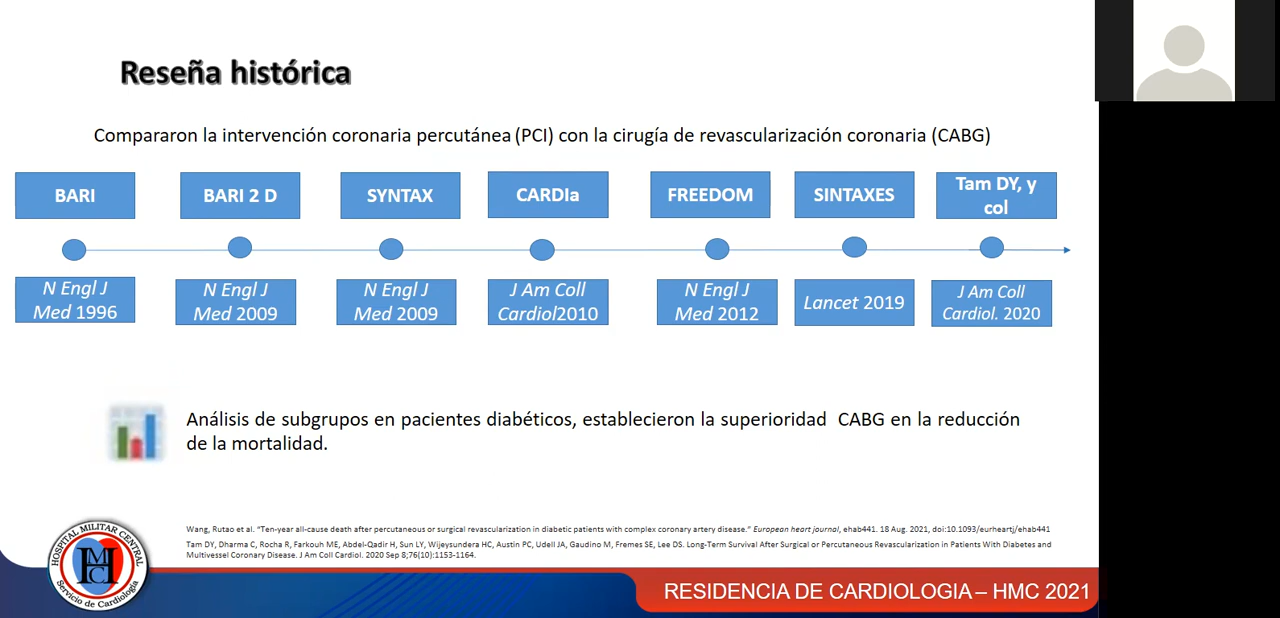 Reseña histórica
Compararon la intervención coronaria percutánea (PCI) con la cirugía de revascularización coronaria (CABG)
BARI
BARI 2 D
SYNTAX
CARDIa
FREEDOM
SINTAXES
Tam DY, y
col
N Engl J
Med 1996
N Engl J
Med 2009
N Engl J
Med 2009
J Am Coll
Cardiol2010
N Engl J
Med 2012
Lancet 2019
J Am Coll
Cardiol. 2020
Análisis de subgrupos en pacientes diabéticos, establecieron la superioridad CABG en la reducción
de la mortalidad.
Wang, Rutao et al. “Ten-year all-cause death after percutaneous or surgical revascularization in diabetic patients with complex coronary artery disease.” European heart journal, ehab441. 18 Aug. 2021, doi:10.1093/eurheartj/ehab441
Tam DY, Dharma C, Rocha R, Farkouh ME, Abdel-Qadir H, Sun LY, Wijeysundera HC, Austin PC, Udell JA, Gaudino M, Fremes SE, Lee DS. Long-Term Survival After Surgical or Percutaneous Revascularization in Patients With Diabetes and
Multivessel Coronary Disease. J Am Coll Cardiol. 2020 Sep 8;76(10):1153-1164.
HOSPITAL MILITAR CENTRAL
HMC
Servicio de Cardiología
RESIDENCIA DE CARDIOLOGIA – HMC 2021